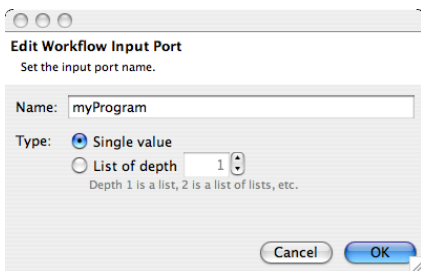 Edit Workflow Input Port
Set the input port name.
Name: myProgram
Type: Single value
List of depth 1
Depth 1 is a list, 2 is a list of lists, etc.
Cancel OK